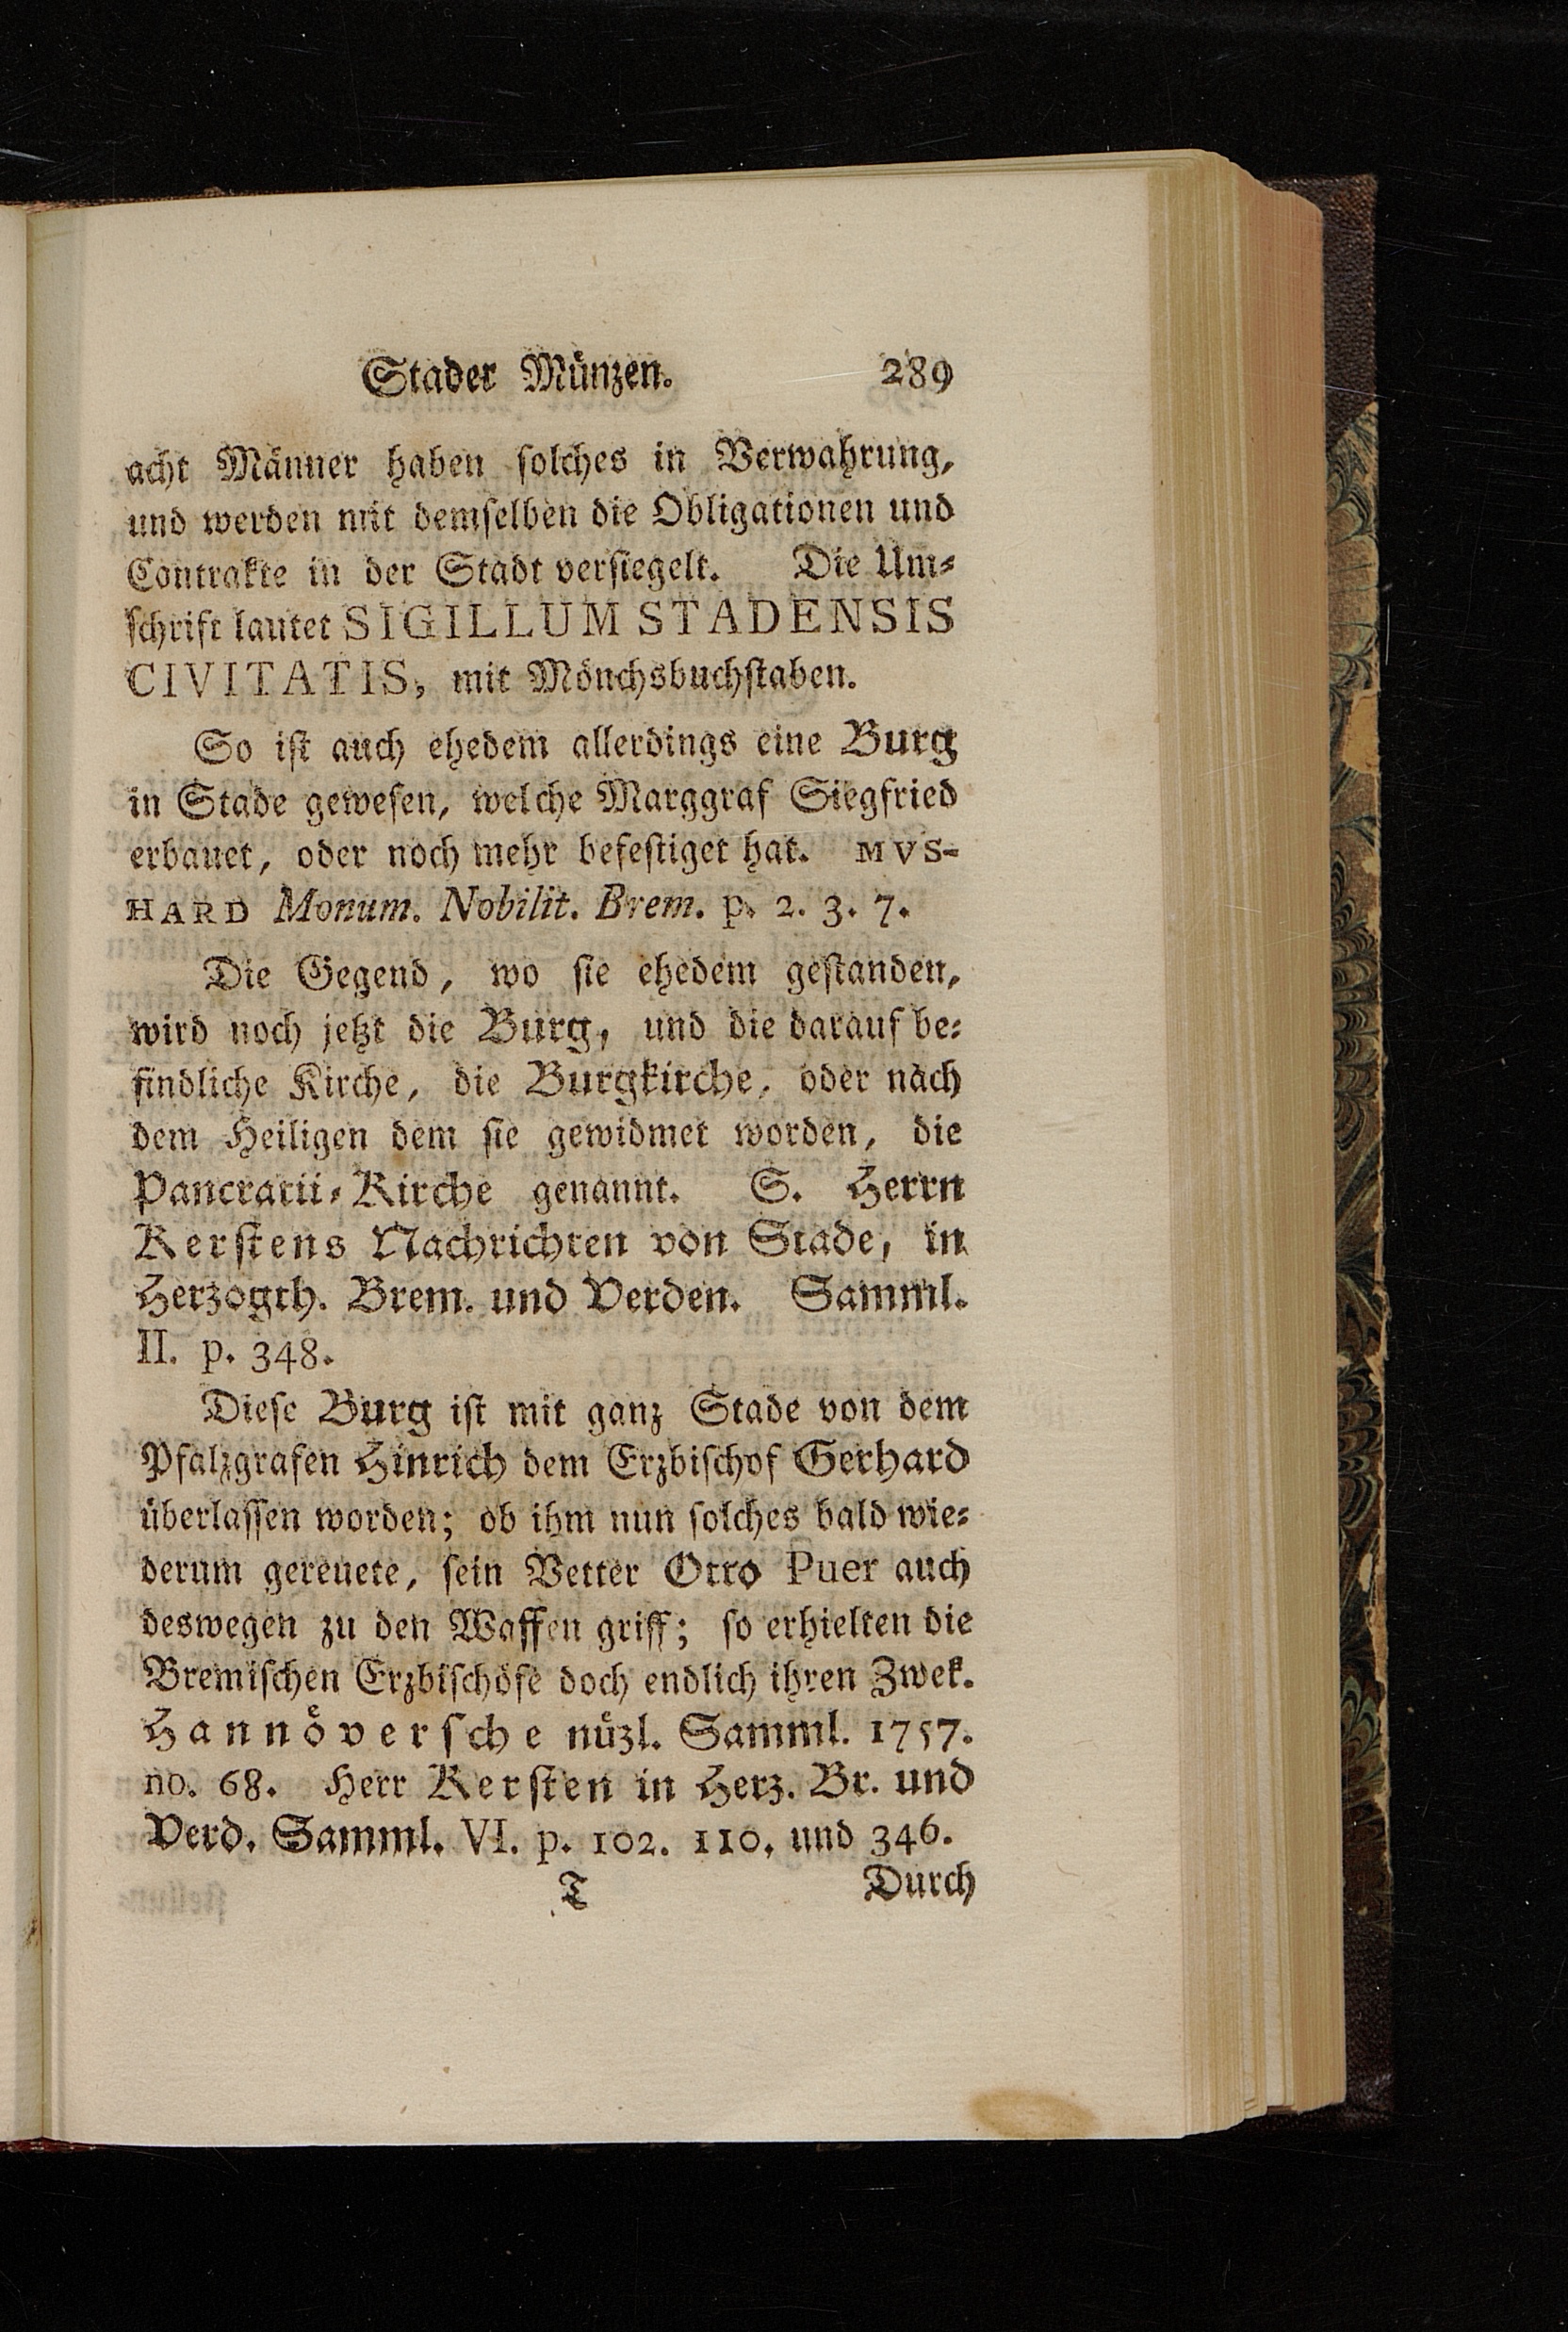 Stader Münzen. 289
acht Männer haben ſolches in Verwahrung,
und werden mit demſelben die Obligationen und
Contrakte in der Stadt verſiegelt. Die Um⸗
ſchrift lautet SIGILLUM STADENSIS
CIVITATIS, mit Mönchsbuchſtaben.
So iſt auch ehedem allerdings eine Burg
in Stade geweſen, welche Marggraf Siegfried
erbauet, oder noch mehr befeſtiget hat. MVS-
HARD Monum. Nobilit. Brem. p. 2. 3. 7.
Die Gegend, wo ſie ehedem geſtanden,
wird noch jetzt die Burg, und die darauf be⸗
findliche Kirche, die Burgkirche, oder nach
dem Heiligen dem ſie gewidmet worden, die
Pancratii⸗Kirche genannt. S. Herrn
Kerſtens Nachrichten von Stade, in
Herzogth. Brem. und Verden. Samml.
II. p. 348.
Dieſe Burg iſt mit ganz Stade von dem
Pfalzgrafen Hinrich dem Erzbiſchof Gerhard
überlaſſen worden; ob ihm nun ſolches bald wie⸗
derum gereuete, ſein Vetter Otto Puer auch
deswegen zu den Waffen griff; ſo erhielten die
Bremiſchen Erzbiſchöfe doch endlich ihren Zwek.
Hannöverſche nüzl. Samml. 1757.
no. 68. Herr Kerſten in Herz. Br. und
Verd. Samml. VI. p. 102. 110. und 346.
T Durch